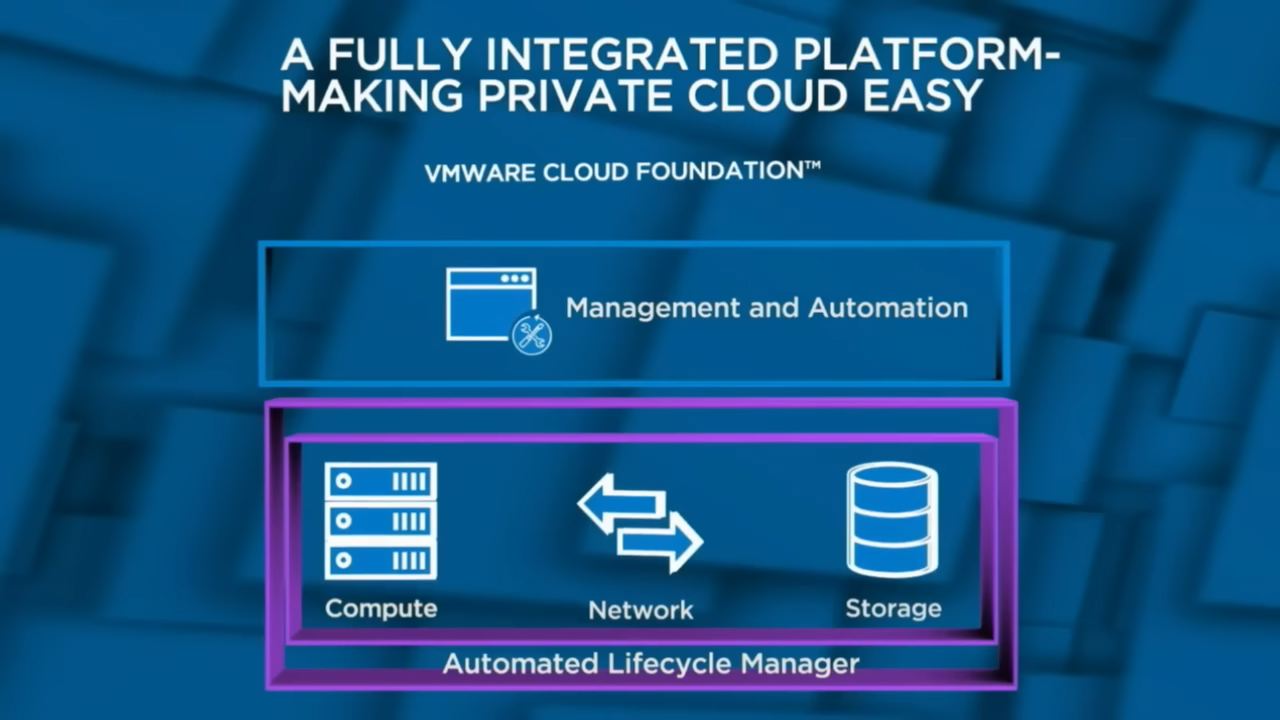 A FULLY INTEGRATED PLATFORM-
MAKING PRIVATE CLOUD EASY
VMWARE CLOUD FOUNDATION™
Management and Automation
Compute
Network
Storage
Automated Lifecycle Manager